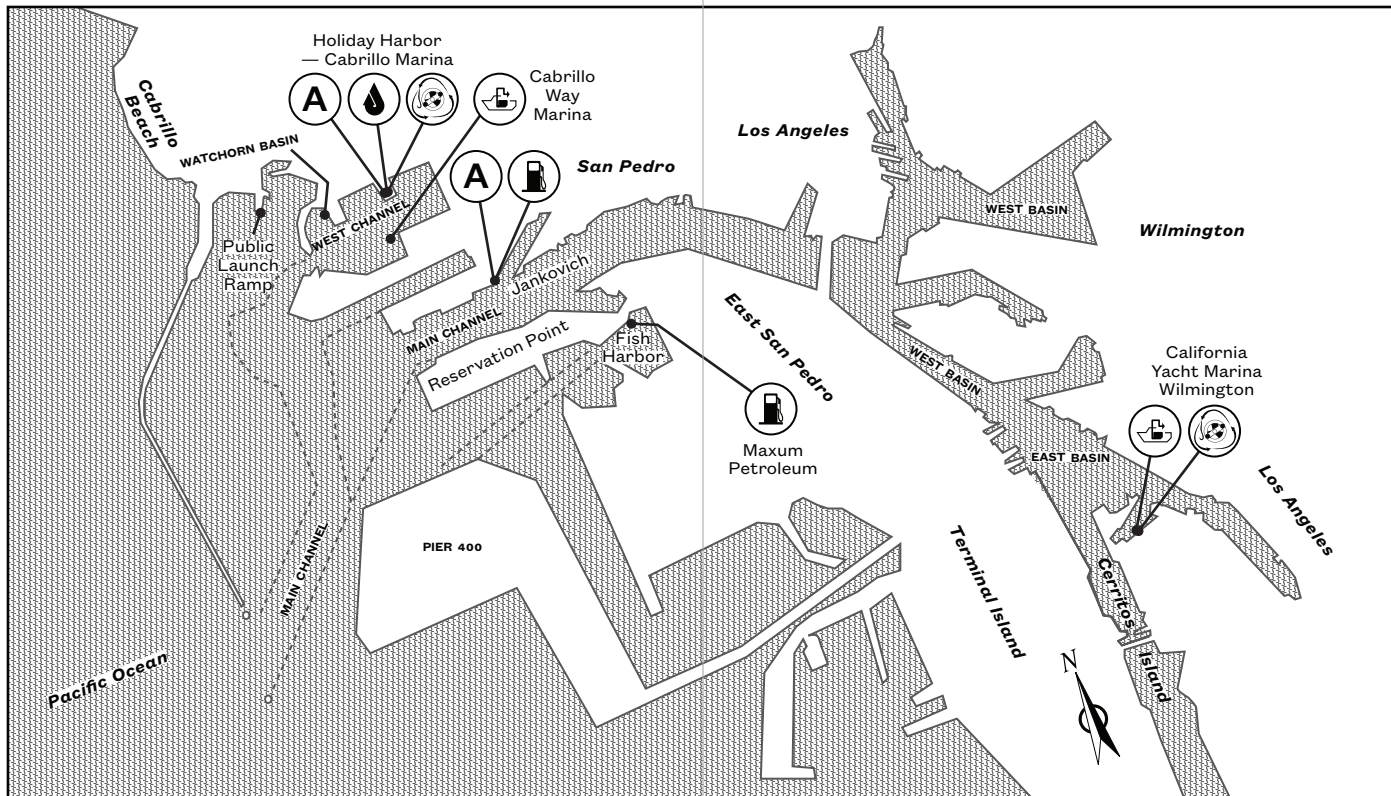 Holiday Harbor
— Cabrillo Marina
A
Cabrillo
Way
Marina
Cabrillo
Beach
WATCHORN BASIN
A
San Pedro
Los Angeles
WEST BASIN
Wilmington
Public
Launch
Ramp
WEST CHANNEL
Jankovich
MAIN CHANNEL
Reservation Point
Fish
Harbor
East San Pedro
WEST BASIN
California
Yacht Marina
Wilmington
Maxum
Petroleum
EAST BASIN
Los Angeles
PIER 400
MAIN CHANNEL
Terminal Island
Cerritos
Island
Pacific Ocean
N